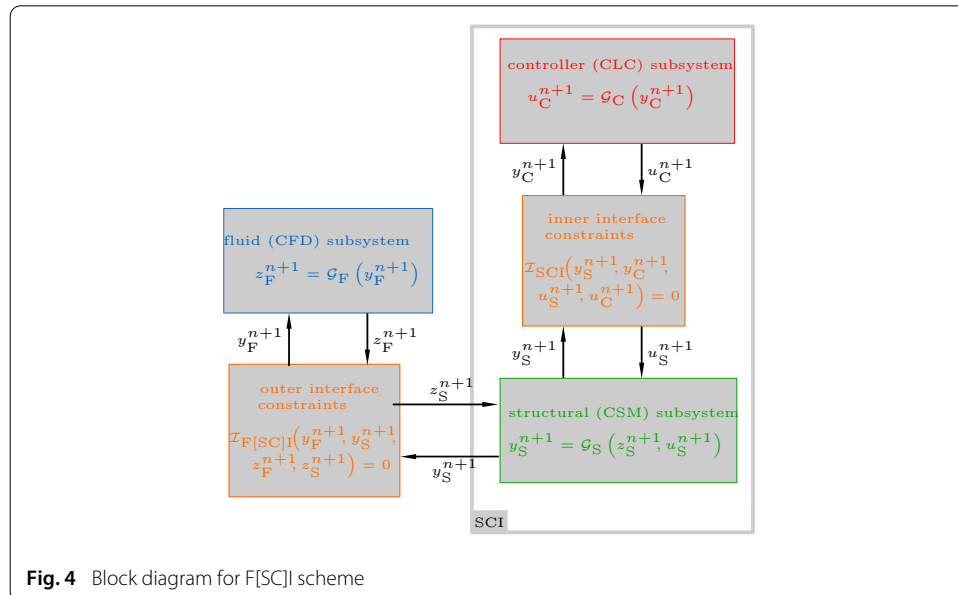 controller (CLC) subsystem
u_C^{n+1} = 𝒢_C (y_C^{n+1})
y_C^{n+1}
u_C^{n+1}
inner interface
constraints
ℐ_SCI(y_S^{n+1}, y_C^{n+1},
u_S^{n+1}, u_C^{n+1}) = 0
fluid (CFD) subsystem
z_F^{n+1} = 𝒢_F (y_F^{n+1})
y_F^{n+1}
z_F^{n+1}
y_S^{n+1}
u_S^{n+1}
outer interface
constraints
ℐ_F[SC]I(y_F^{n+1}, y_S^{n+1},
z_F^{n+1}, z_S^{n+1}) = 0
z_S^{n+1}
y_S^{n+1}
structural (CSM) subsystem
y_S^{n+1} = 𝒢_S (z_S^{n+1}, u_S^{n+1})
SCI
Fig. 4 Block diagram for F[SC]I scheme